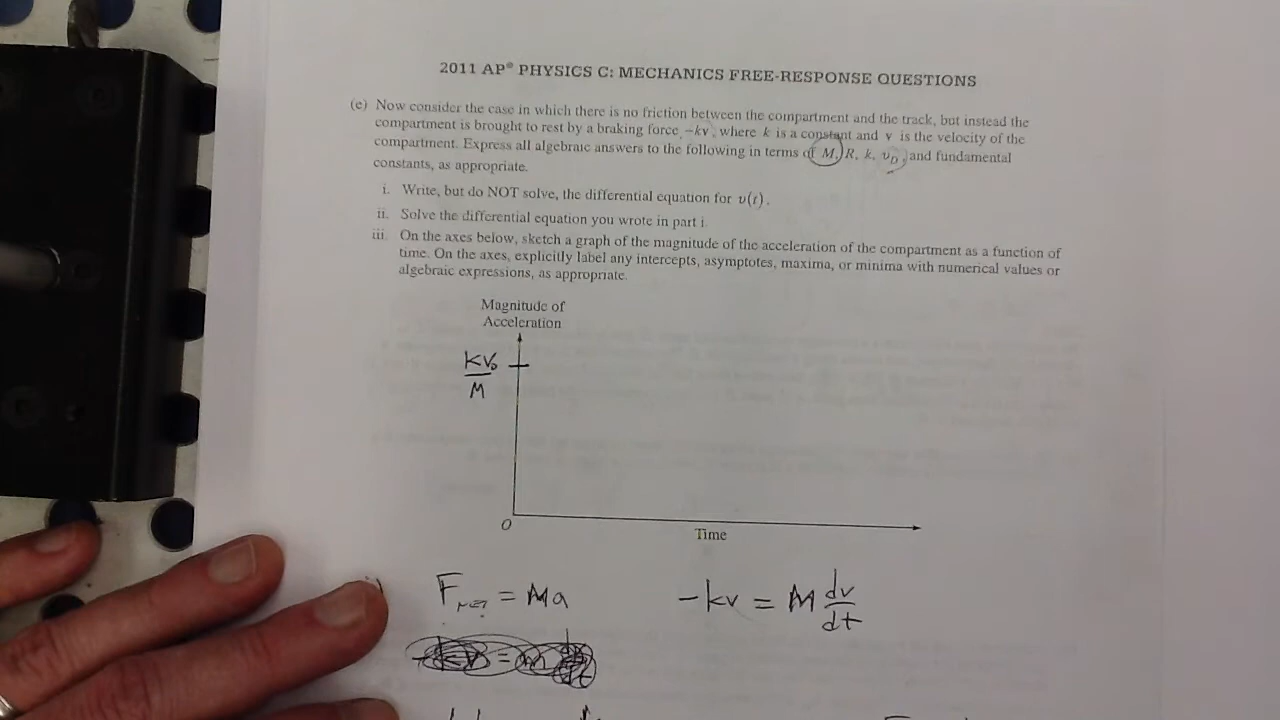 2011 AP® PHYSICS C: MECHANICS FREE-RESPONSE QUESTIONS
(e) Now consider the case in which there is no friction between the compartment and the track, but instead the
compartment is brought to rest by a braking force −kv, where k is a constant and v is the velocity of the
compartment. Express all algebraic answers to the following in terms of M, R, k, v_D, and fundamental
constants, as appropriate.
i. Write, but do NOT solve, the differential equation for v(t).
ii. Solve the differential equation you wrote in part i.
iii. On the axes below, sketch a graph of the magnitude of the acceleration of the compartment as a function of
time. On the axes, explicitly label any intercepts, asymptotes, maxima, or minima with numerical values or
algebraic expressions, as appropriate.
Magnitude of
Acceleration
kv_D/M
O
Time
F_NET = Ma −kv = M dv/dt